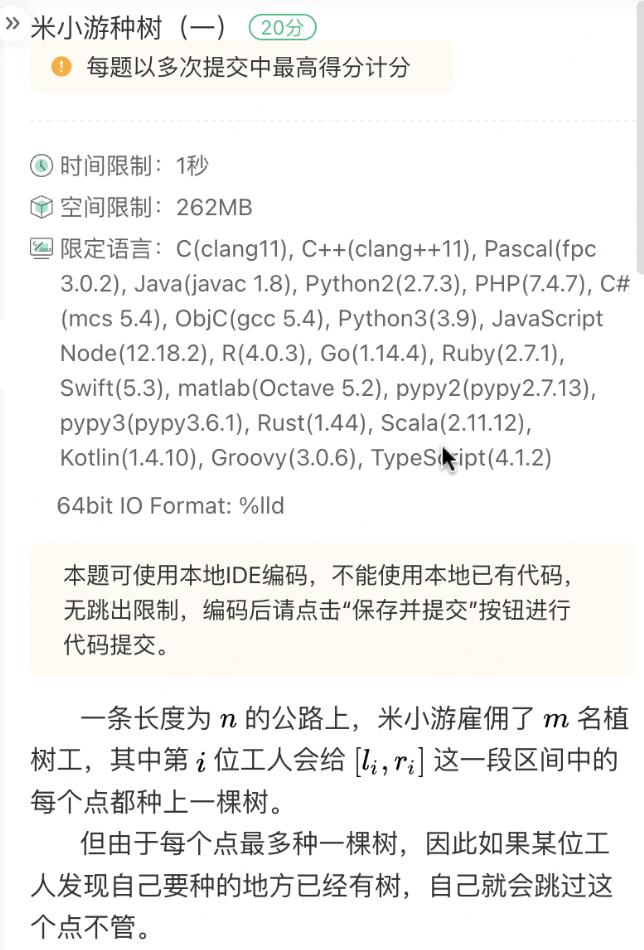 »
米小游种树（一） 20分
! 每题以多次提交中最高得分计分
时间限制：1秒
空间限制：262MB
限定语言：C(clang11), C++(clang++11), Pascal(fpc
3.0.2), Java(javac 1.8), Python2(2.7.3), PHP(7.4.7), C#
(mcs 5.4), ObjC(gcc 5.4), Python3(3.9), JavaScript
Node(12.18.2), R(4.0.3), Go(1.14.4), Ruby(2.7.1),
Swift(5.3), matlab(Octave 5.2), pypy2(pypy2.7.13),
pypy3(pypy3.6.1), Rust(1.44), Scala(2.11.12),
Kotlin(1.4.10), Groovy(3.0.6), TypeScript(4.1.2)
64bit IO Format: %lld
本题可使用本地IDE编码，不能使用本地已有代码，
无跳出限制，编码后请点击“保存并提交”按钮进行
代码提交。
一条长度为 n 的公路上，米小游雇佣了 m 名植
树工，其中第 i 位工人会给 [lᵢ, rᵢ] 这一段区间中的
每个点都种上一棵树。
但由于每个点最多种一棵树，因此如果某位工
人发现自己要种的地方已经有树，自己就会跳过这
个点不管。